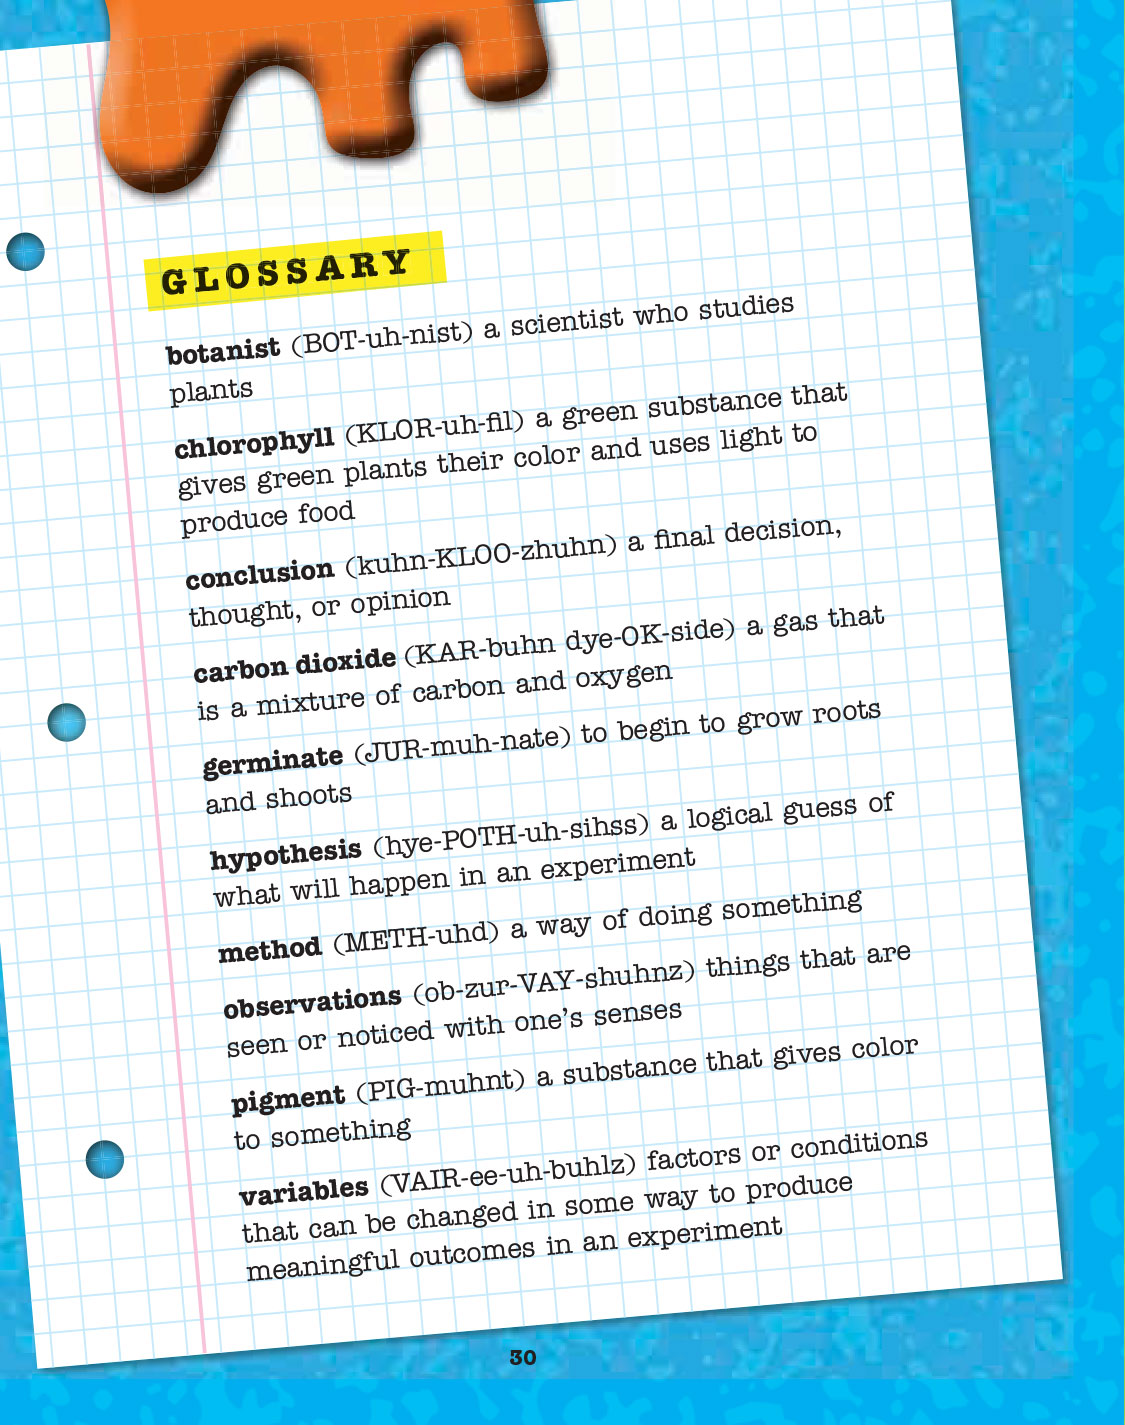 GLOSSARY
botanist (BOT-uh-nist) a scientist who studies
plants
chlorophyll (KLOR-uh-fil) a green substance that
gives green plants their color and uses light to
produce food
conclusion (kuhn-KLOO-zhuhn) a final decision,
thought, or opinion
carbon dioxide (KAR-buhn dye-OK-side) a gas that
is a mixture of carbon and oxygen
germinate (JUR-muh-nate) to begin to grow roots
and shoots
hypothesis (hye-POTH-uh-sihss) a logical guess of
what will happen in an experiment
method (METH-uhd) a way of doing something
observations (ob-zur-VAY-shuhnz) things that are
seen or noticed with one's senses
pigment (PIG-muhnt) a substance that gives color
to something
variables (VAIR-ee-uh-buhlz) factors or conditions
that can be changed in some way to produce
meaningful outcomes in an experiment
30